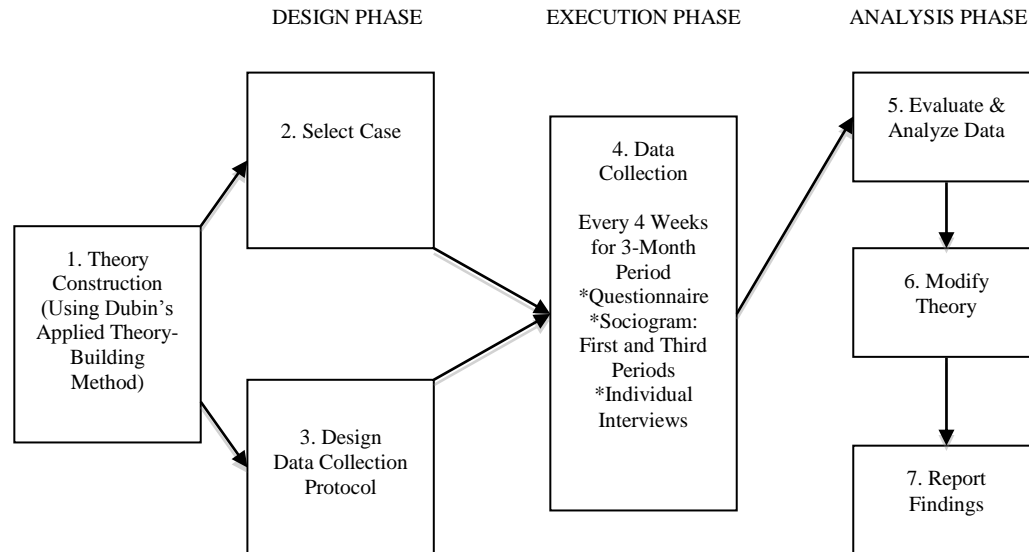 DESIGN PHASE
EXECUTION PHASE
ANALYSIS PHASE
1. Theory
Construction
(Using Dubin’s
Applied Theory-
Building
Method)
2. Select Case
3. Design
Data Collection
Protocol
4. Data
Collection
Every 4 Weeks
for 3-Month
Period
*Questionnaire
*Sociogram:
First and Third
Periods
*Individual
Interviews
5. Evaluate &
Analyze Data
6. Modify
Theory
7. Report
Findings